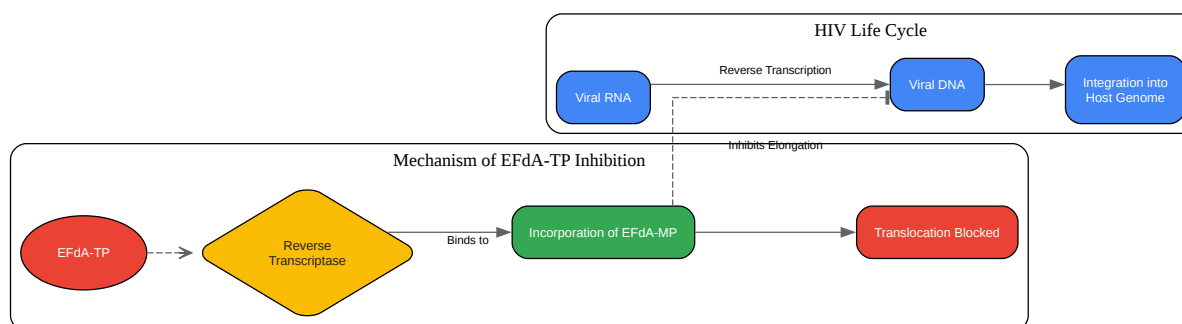 HIV Life Cycle
Reverse Transcription
Viral RNA
Viral DNA
Integration into
Host Genome
Inhibits Elongation
Mechanism of EFdA-TP Inhibition
EFdA-TP
Reverse
Transcriptase
Binds to
Incorporation of EFdA-MP
Translocation Blocked